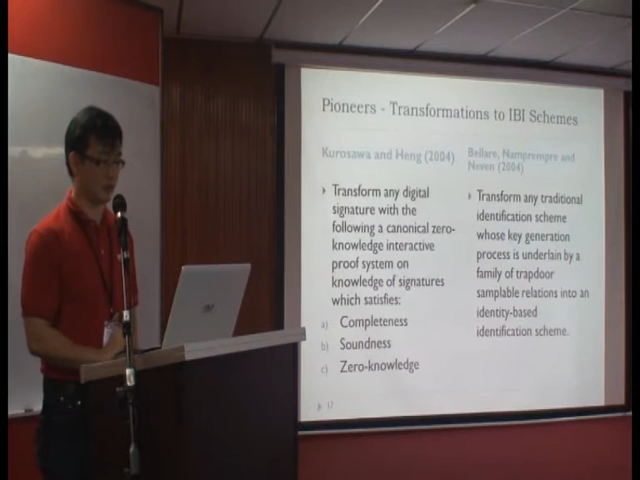 Pioneers - Transformations to IBI Schemes
Kurosawa and Heng (2004)
Transform any digital
signature with the
following a canonical zero-
knowledge interactive
proof system on
knowledge of signatures
which satisfies:
a) Completeness
b) Soundness
c) Zero-knowledge
Bellare, Namprempre and
Neven (2004)
Transform any traditional
identification scheme
whose key generation
process is underlain by a
family of trapdoor
samplable relations into an
identity-based
identification scheme.
17